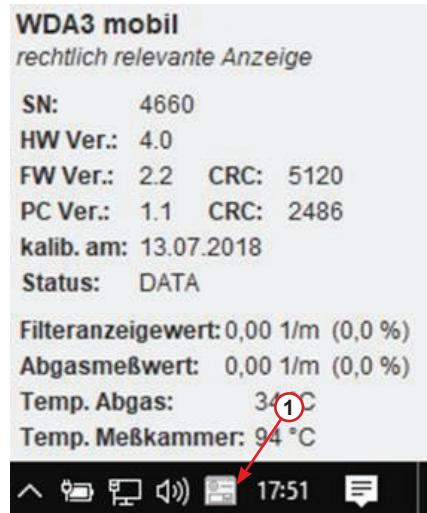 WDA3 mobil
rechtlich relevante Anzeige
SN: 4660
HW Ver.: 4.0
FW Ver.: 2.2 CRC: 5120
PC Ver.: 1.1 CRC: 2486
kalib. am: 13.07.2018
Status: DATA
Filteranzeigewert: 0,00 1/m (0,0 %)
Abgasmeßwert: 0,00 1/m (0,0 %)
Temp. Abgas: 34 °C
1
Temp. Meßkammer: 94 °C
17:51